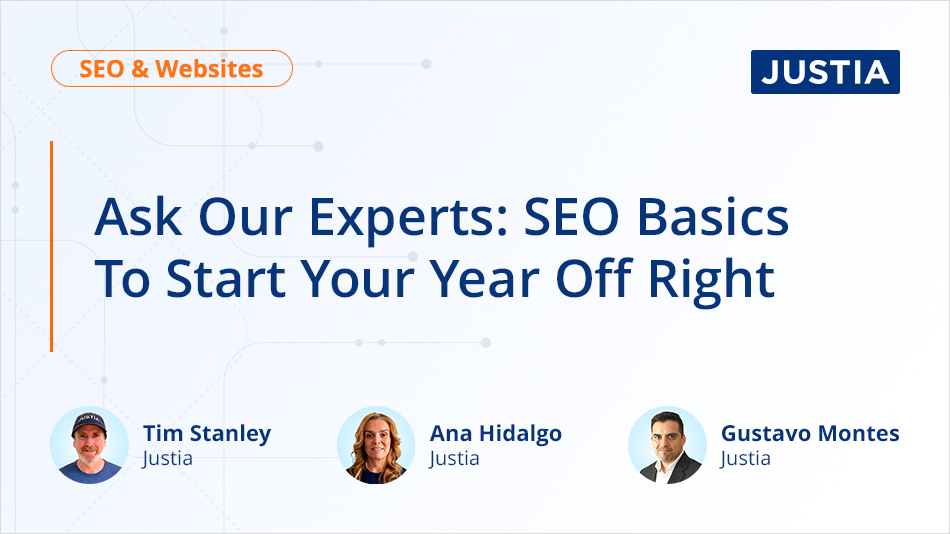 SEO & Websites
JUSTIA
Ask Our Experts: SEO Basics
To Start Your Year Off Right
JUSTIA
Tim Stanley
Justia
Ana Hidalgo
Justia
Gustavo Montes
Justia